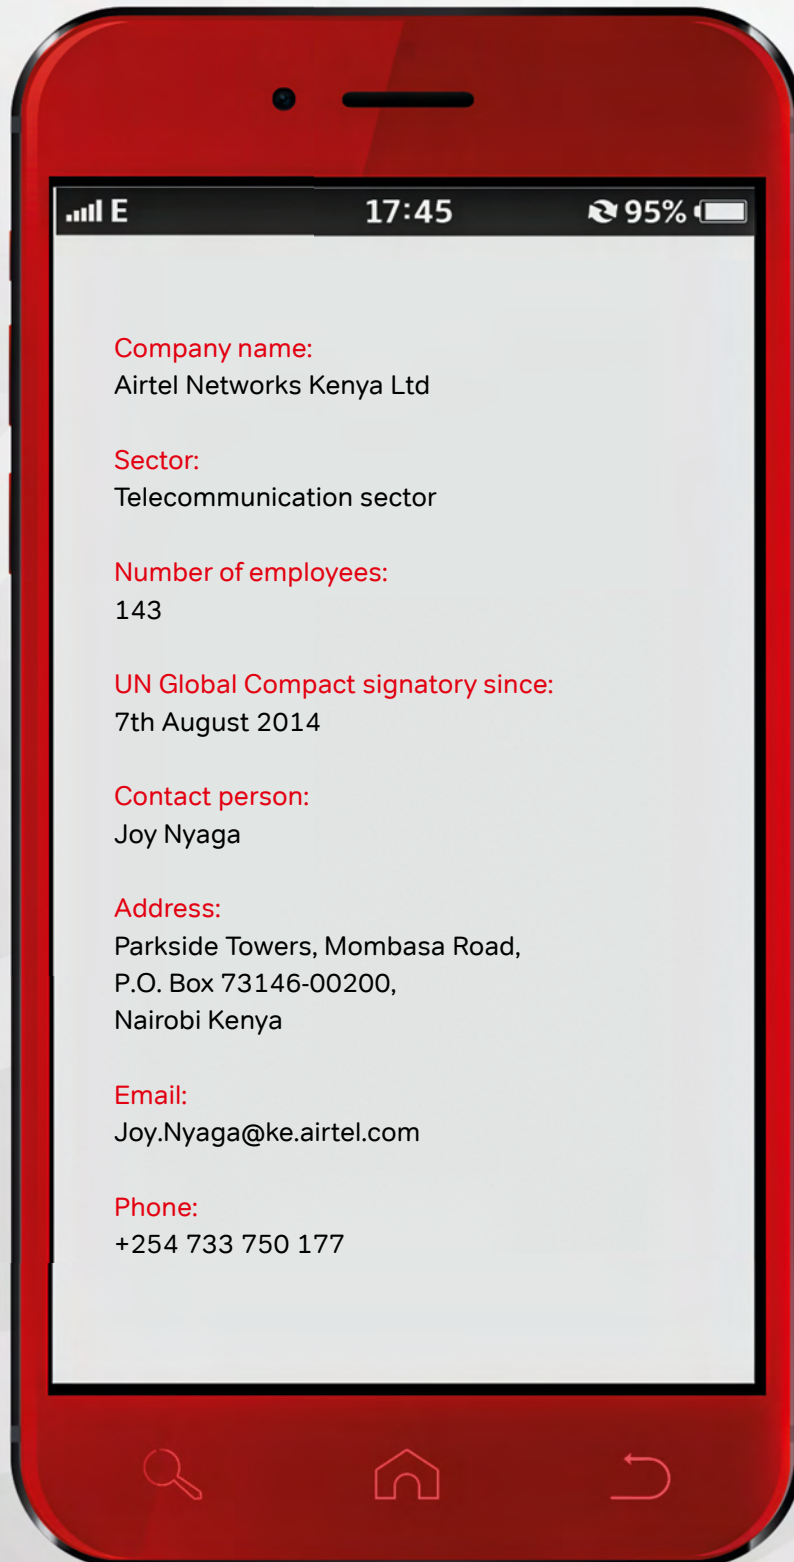 E 17:45 95%
Company name:
Airtel Networks Kenya Ltd
Sector:
Telecommunication sector
Number of employees:
143
UN Global Compact signatory since:
7th August 2014
Contact person:
Joy Nyaga
Address:
Parkside Towers, Mombasa Road,
P.O. Box 73146-00200,
Nairobi Kenya
Email:
Joy.Nyaga@ke.airtel.com
Phone:
+254 733 750 177